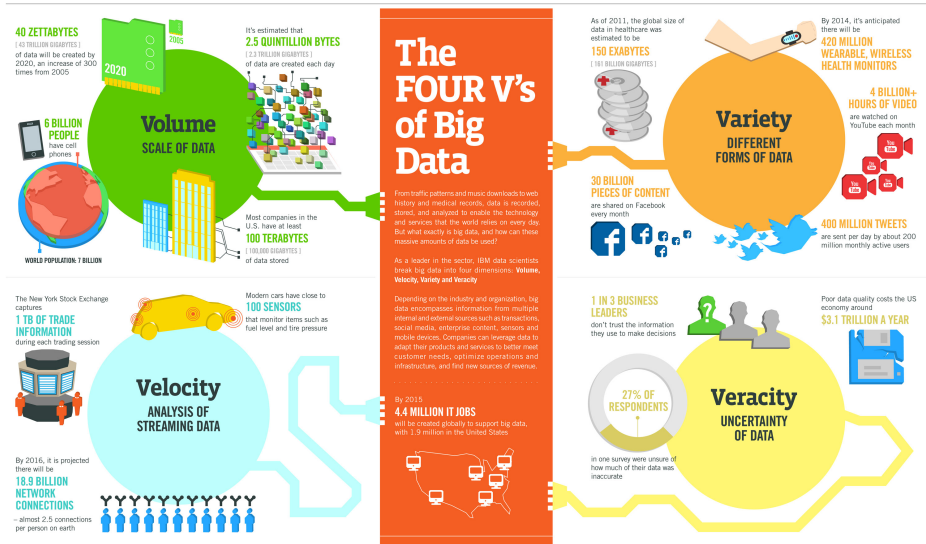 40 ZETTABYTES
[ 43 TRILLION GIGABYTES ]
of data will be created by
2020, an increase of 300
times from 2005
2005
2020
It's estimated that
2.5 QUINTILLION BYTES
[ 2.3 TRILLION GIGABYTES ]
of data are created each day
6 BILLION
PEOPLE
have cell
phones
WORLD POPULATION: 7 BILLION
Volume
SCALE OF DATA
Most companies in the
U.S. have at least
100 TERABYTES
[ 100,000 GIGABYTES ]
of data stored
The New York Stock Exchange
captures
1 TB OF TRADE
INFORMATION
during each trading session
Modern cars have close to
100 SENSORS
that monitor items such as
fuel level and tire pressure
Velocity
ANALYSIS OF
STREAMING DATA
By 2016, it is projected
there will be
18.9 BILLION
NETWORK
CONNECTIONS
– almost 2.5 connections
per person on earth
The
FOUR V's
of Big
Data
From traffic patterns and music downloads to web
history and medical records, data is recorded,
stored, and analyzed to enable the technology
and services that the world relies on every day.
But what exactly is big data, and how can these
massive amounts of data be used?
As a leader in the sector, IBM data scientists
break big data into four dimensions: Volume,
Velocity, Variety and Veracity
Depending on the industry and organization, big
data encompasses information from multiple
internal and external sources such as transactions,
social media, enterprise content, sensors and
mobile devices. Companies can leverage data to
adapt their products and services to better meet
customer needs, optimize operations and
infrastructure, and find new sources of revenue.
By 2015
4.4 MILLION IT JOBS
will be created globally to support big data,
with 1.9 million in the United States
As of 2011, the global size of
data in healthcare was
estimated to be
150 EXABYTES
[ 161 BILLION GIGABYTES ]
By 2014, it's anticipated
there will be
420 MILLION
WEARABLE, WIRELESS
HEALTH MONITORS
4 BILLION+
HOURS OF VIDEO
are watched on
YouTube each month
You Tube
You Tube
You Tube
You Tube
Variety
DIFFERENT
FORMS OF DATA
30 BILLION
PIECES OF CONTENT
are shared on Facebook
every month
400 MILLION TWEETS
are sent per day by about 200
million monthly active users
1 IN 3 BUSINESS
LEADERS
don't trust the information
they use to make decisions
?
Poor data quality costs the US
economy around
$3.1 TRILLION A YEAR
27% OF
RESPONDENTS
in one survey were unsure of
how much of their data was
inaccurate
Veracity
UNCERTAINTY
OF DATA